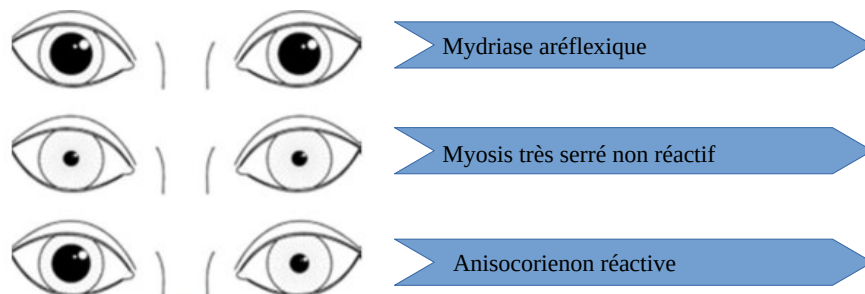 Mydriase aréflexique
Myosis très serré non réactif
Anisocorienon réactive